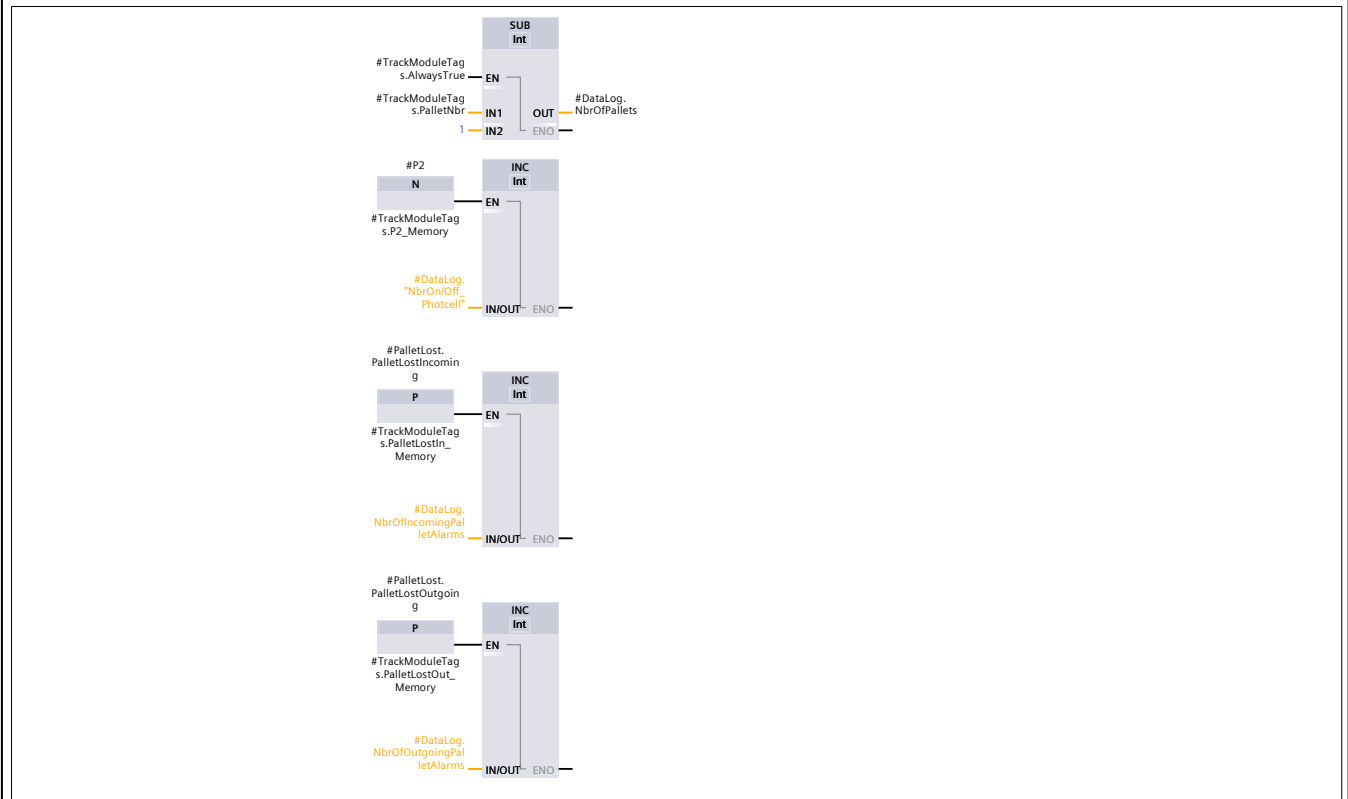 SUB
Int
#TrackModuleTag
s.AlwaysTrue
EN
#TrackModuleTag
s.PalletNbr
IN1
OUT
#DataLog.
NbrOfPallets
1
IN2
ENO
#P2
N
#TrackModuleTag
s.P2_Memory
INC
Int
EN
#DataLog.
"NbrOn/Off_
Photcell"
IN/OUT
ENO
#PalletLost.
PalletLostIncomin
g
P
#TrackModuleTag
s.PalletLostIn_
Memory
INC
Int
EN
#DataLog.
NbrOfIncomingPal
letAlarms
IN/OUT
ENO
#PalletLost.
PalletLostOutgoin
g
P
#TrackModuleTag
s.PalletLostOut_
Memory
INC
Int
EN
#DataLog.
NbrOfOutgoingPal
letAlarms
IN/OUT
ENO